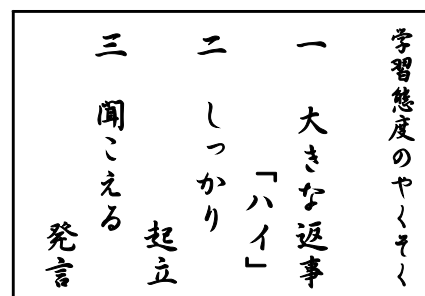 学習態度のやくそく
一 大きな返事
「ハイ」
二 しっかり
起立
三 聞こえる
発言